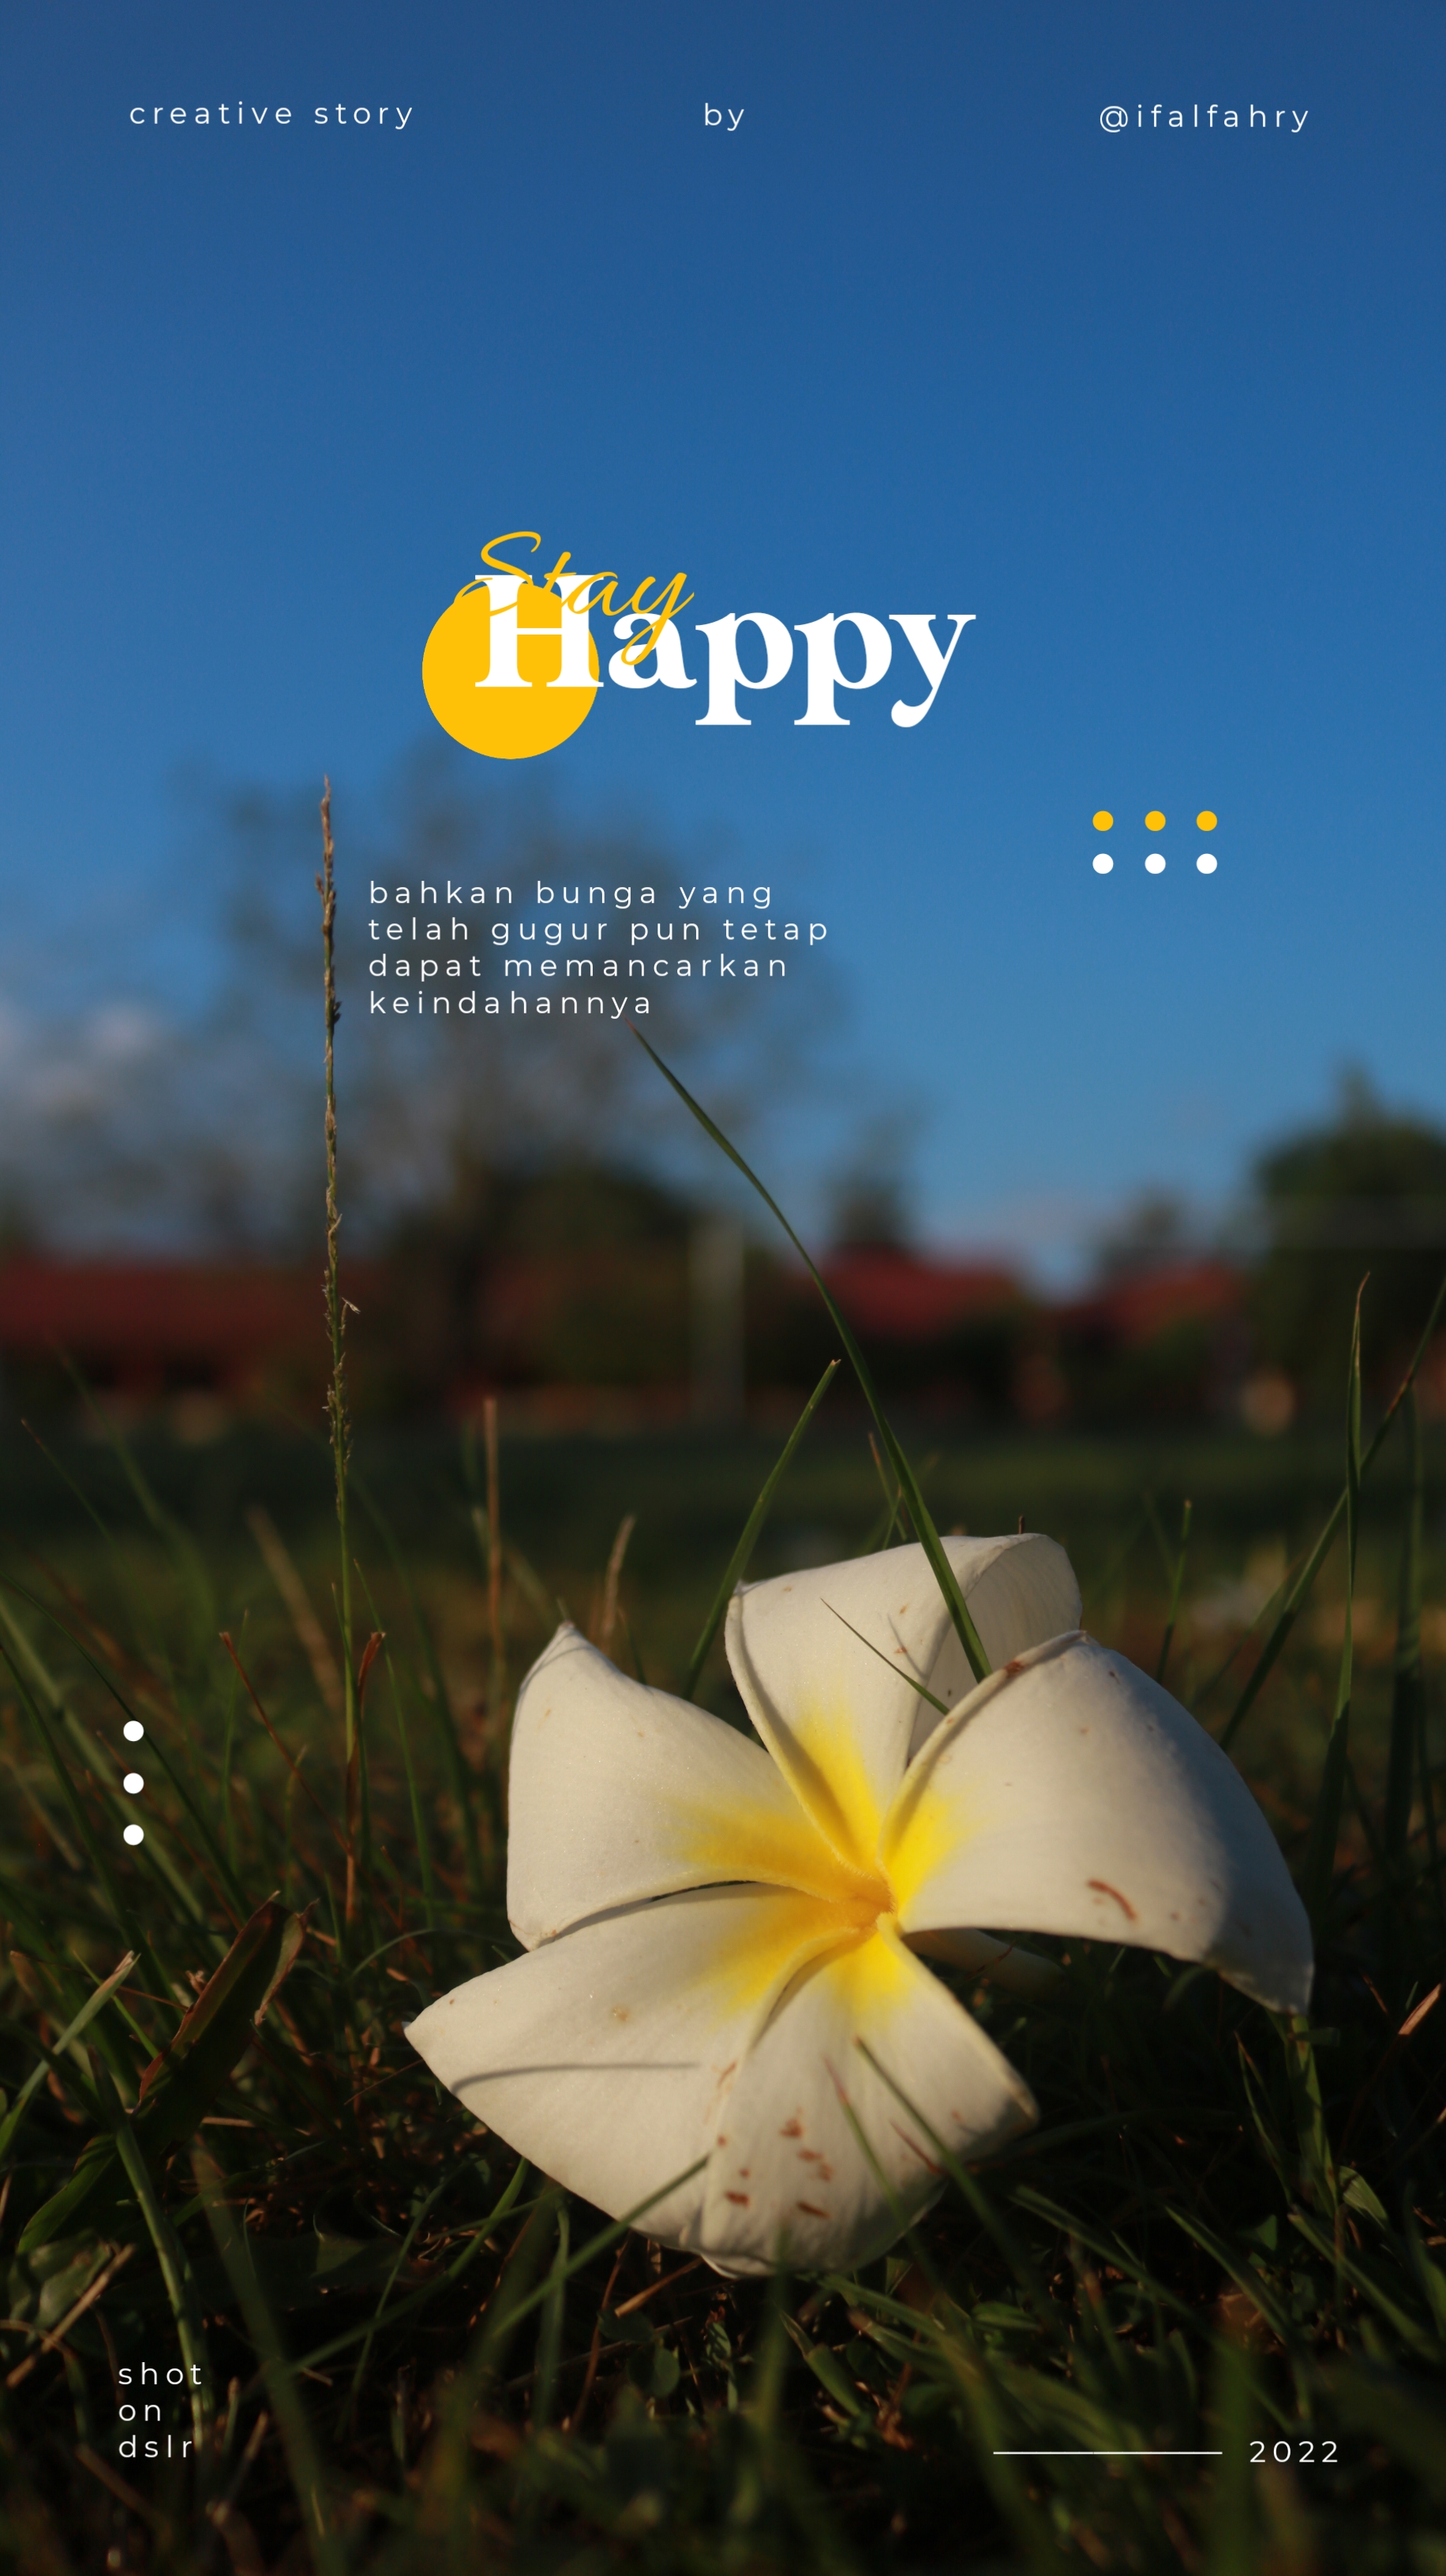 creative story by @ifalfahry
Stay
Happy
bahkan bunga yang
telah gugur pun tetap
dapat memancarkan
keindahannya
shot
on
dslr
2022